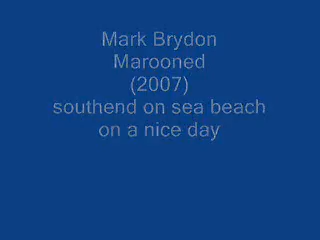 Mark Brydon
Marooned
(2007)
southend on sea beach
on a nice day